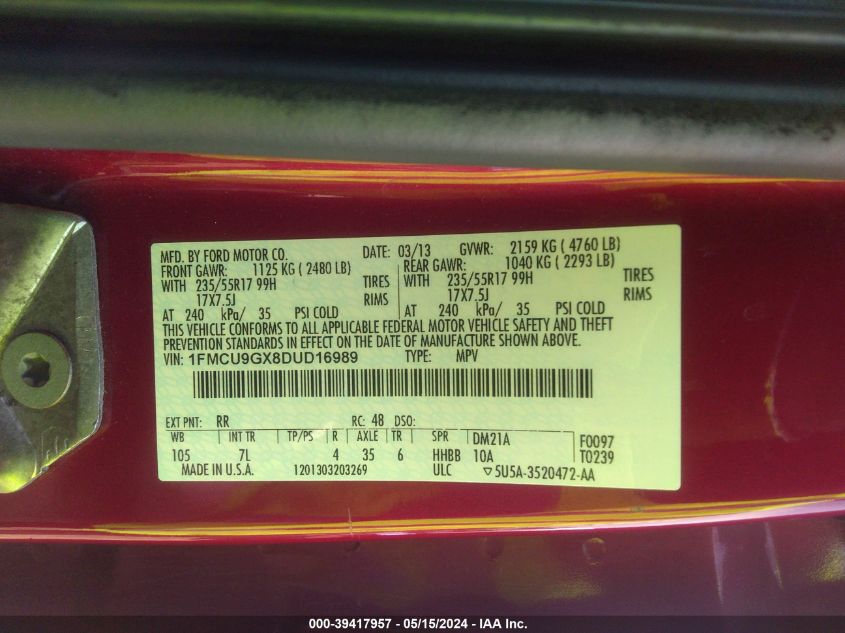 MFD. BY FORD MOTOR CO. DATE: 03/13 GVWR: 2159 KG ( 4760 LB)
FRONT GAWR: 1125 KG ( 2480 LB) REAR GAWR: 1040 KG ( 2293 LB)
WITH 235/55R17 99H TIRES WITH 235/55R17 99H TIRES
17X7.5J RIMS 17X7.5J RIMS
AT 240 kPa/ 35 PSI COLD AT 240 kPa/ 35 PSI COLD
THIS VEHICLE CONFORMS TO ALL APPLICABLE FEDERAL MOTOR VEHICLE SAFETY AND THEFT
PREVENTION STANDARDS IN EFFECT ON THE DATE OF MANUFACTURE SHOWN ABOVE.
VIN: 1FMCU9GX8DUD16989 TYPE: MPV
EXT PNT: RR RC: 48 DSO:
WB INT TR TP/PS R AXLE TR SPR DM21A F0097
105 7L 4 35 6 HHBB 10A T0239
MADE IN U.S.A. 1201303203269 ULC ▽5U5A-3520472-AA
000-39417957 - 05/15/2024 - IAA Inc.